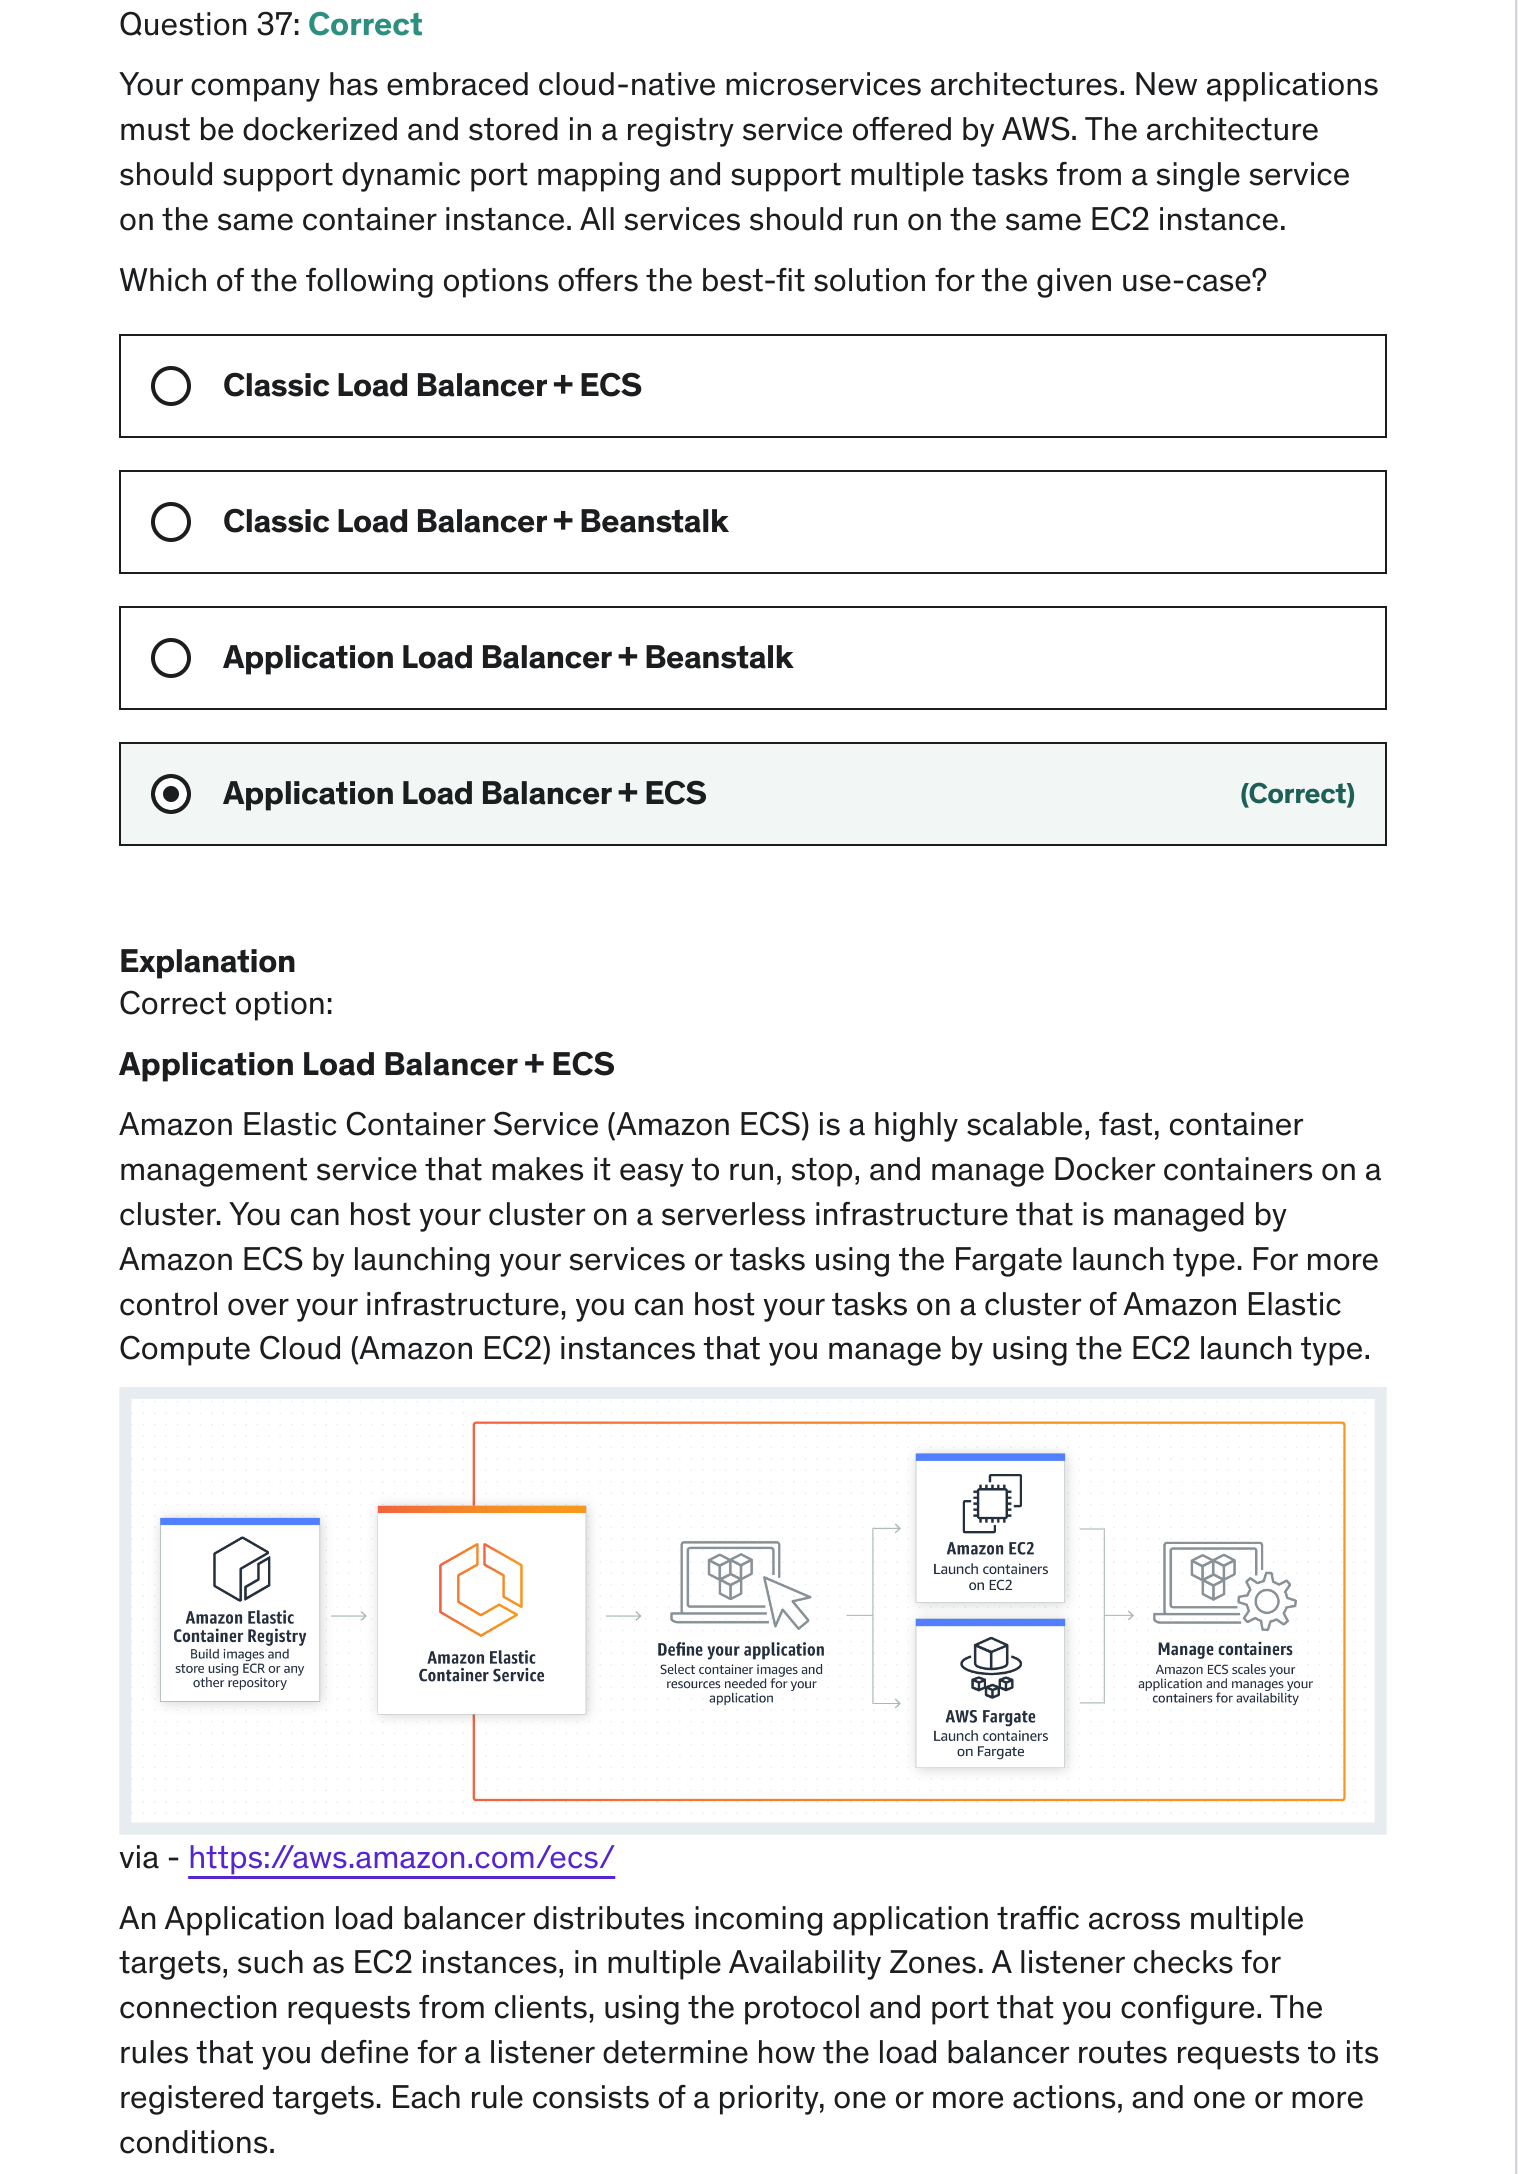 Question 37: Correct
Your company has embraced cloud-native microservices architectures. New applications
must be dockerized and stored in a registry service offered by AWS. The architecture
should support dynamic port mapping and support multiple tasks from a single service
on the same container instance. All services should run on the same EC2 instance.
Which of the following options offers the best-fit solution for the given use-case?
Classic Load Balancer + ECS
Classic Load Balancer + Beanstalk
Application Load Balancer + Beanstalk
Application Load Balancer + ECS (Correct)
Explanation
Correct option:
Application Load Balancer + ECS
Amazon Elastic Container Service (Amazon ECS) is a highly scalable, fast, container
management service that makes it easy to run, stop, and manage Docker containers on a
cluster. You can host your cluster on a serverless infrastructure that is managed by
Amazon ECS by launching your services or tasks using the Fargate launch type. For more
control over your infrastructure, you can host your tasks on a cluster of Amazon Elastic
Compute Cloud (Amazon EC2) instances that you manage by using the EC2 launch type.
Amazon Elastic
Container Registry
Build images and
store using ECR or any
other repository
Amazon Elastic
Container Service
Define your application
Select container images and
resources needed for your
application
Amazon EC2
Launch containers
on EC2
AWS Fargate
Launch containers
on Fargate
Manage containers
Amazon ECS scales your
application and manages your
containers for availability
via - https://aws.amazon.com/ecs/
An Application load balancer distributes incoming application traffic across multiple
targets, such as EC2 instances, in multiple Availability Zones. A listener checks for
connection requests from clients, using the protocol and port that you configure. The
rules that you define for a listener determine how the load balancer routes requests to its
registered targets. Each rule consists of a priority, one or more actions, and one or more
conditions.